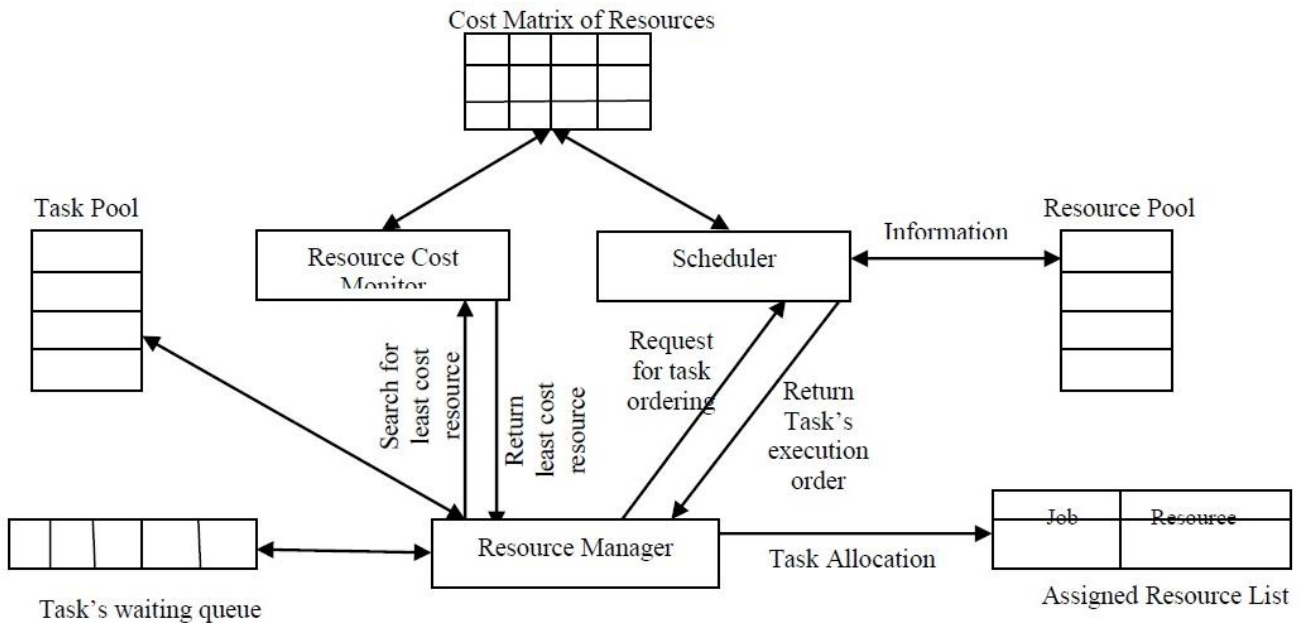 Cost Matrix of Resources
Task Pool
Resource Pool
Resource Cost
Monitor
Scheduler
Information
Search for
least cost
resource
Return
least cost
resource
Request
for task
ordering
Return
Task’s
execution
order
Resource Manager
Task Allocation
Job
Resource
Task’s waiting queue
Assigned Resource List